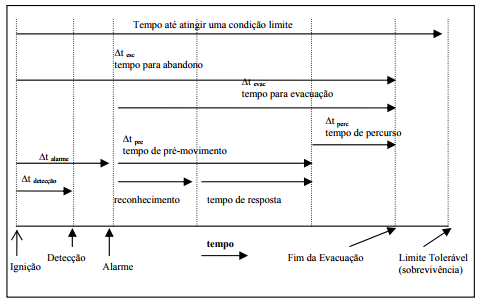 Tempo até atingir uma condição limite
Δt esc
tempo para abandono
Δt evac
tempo para evacuação
Δt perc
tempo de percurso
Δt pre
tempo de pré-movimento
Δt alarme
Δt detecção
reconhecimento
tempo de resposta
tempo
Ignição
Detecção
Alarme
Fim da Evacuação
Limite Tolerável
(sobrevivência)